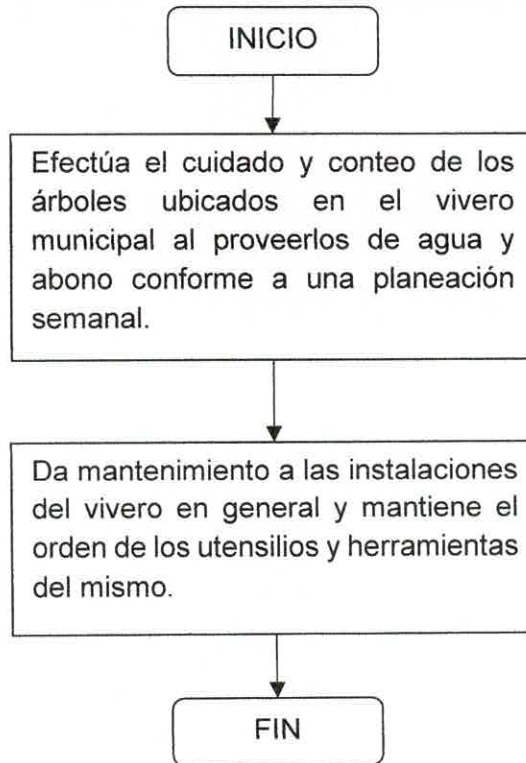 INICIO
Efectúa el cuidado y conteo de los
árboles ubicados en el vivero
municipal al proveerlos de agua y
abono conforme a una planeación
semanal.
Da mantenimiento a las instalaciones
del vivero en general y mantiene el
orden de los utensilios y herramientas
del mismo.
FIN